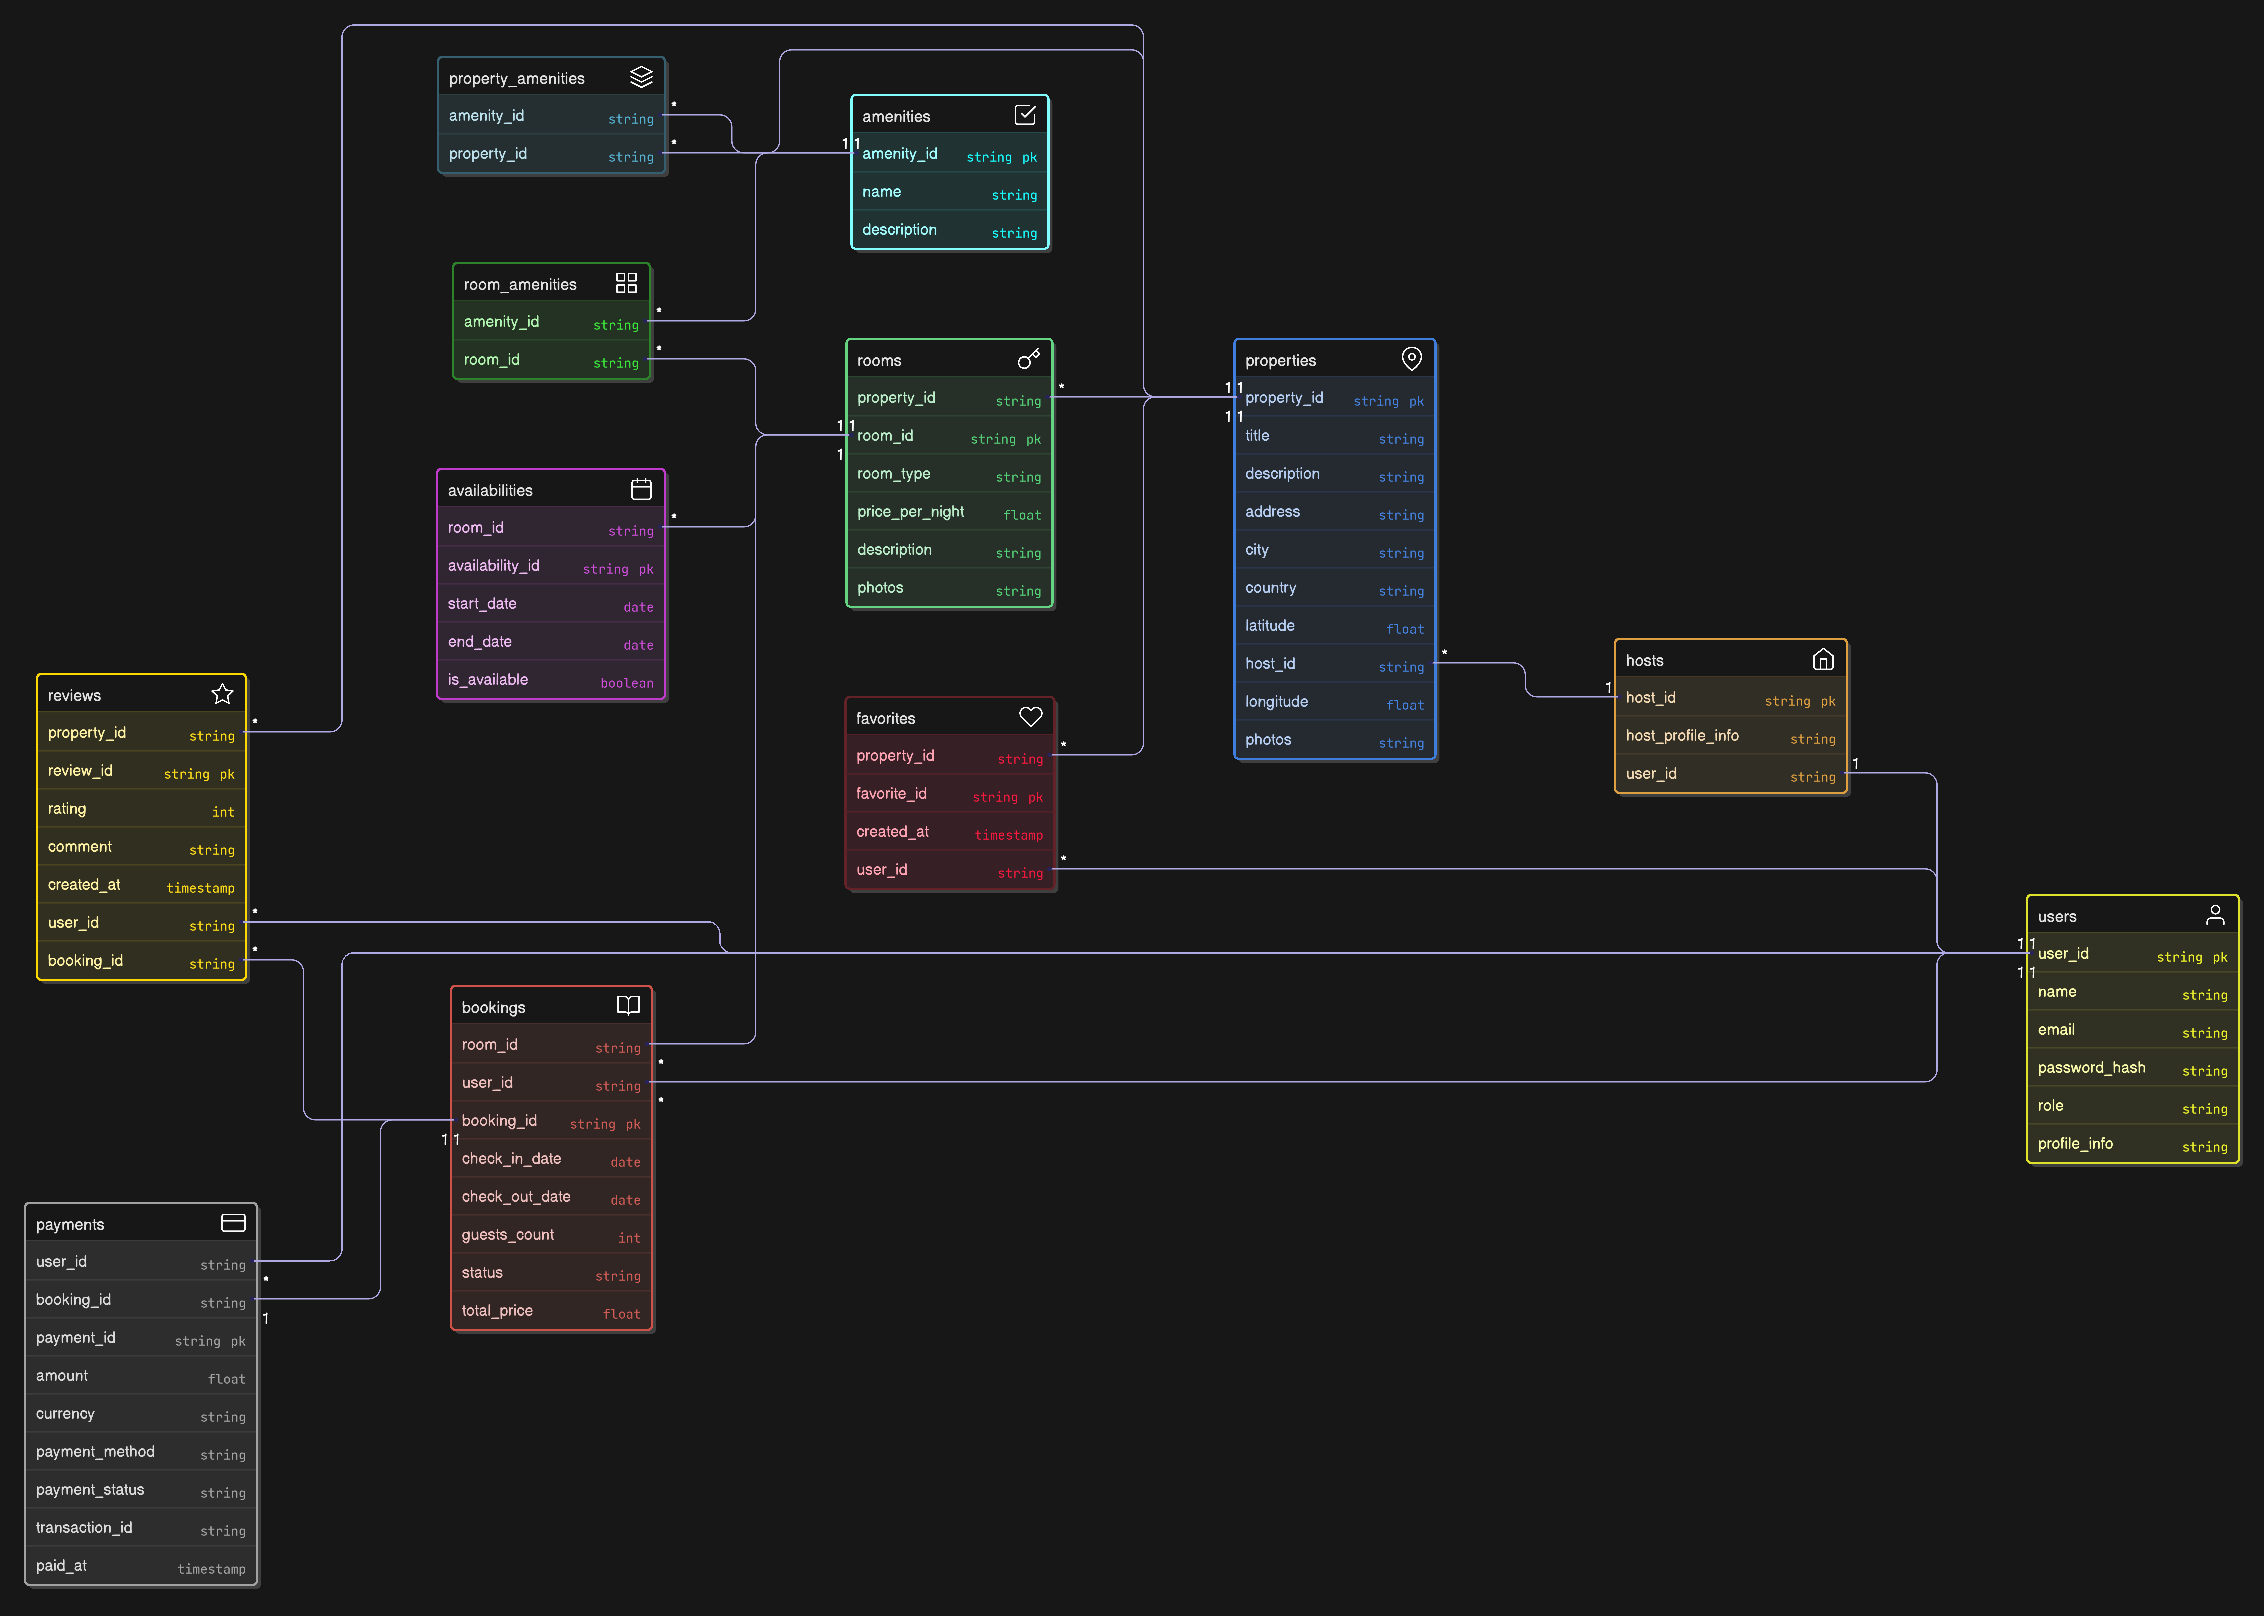 property_amenities
amenity_id string
property_id string
*
*
amenities
amenity_id string pk
name string
description string
1 1
room_amenities
amenity_id string
room_id string
*
*
rooms
property_id string
room_id string pk
room_type string
price_per_night float
description string
photos string
*
1 1
1
properties
property_id string pk
title string
description string
address string
city string
country string
latitude float
host_id string
longitude float
photos string
1 1
1 1
*
availabilities
room_id string
availability_id string pk
start_date date
end_date date
is_available boolean
*
hosts
host_id string pk
host_profile_info string
user_id string
1
1
reviews
property_id string
review_id string pk
rating int
comment string
created_at timestamp
user_id string
booking_id string
*
*
*
favorites
property_id string
favorite_id string pk
created_at timestamp
user_id string
*
*
users
user_id string pk
name string
email string
password_hash string
role string
profile_info string
1 1
1 1
bookings
room_id string
user_id string
booking_id string pk
check_in_date date
check_out_date date
guests_count int
status string
total_price float
*
*
1 1
payments
user_id string
booking_id string
payment_id string pk
amount float
currency string
payment_method string
payment_status string
transaction_id string
paid_at timestamp
*
1